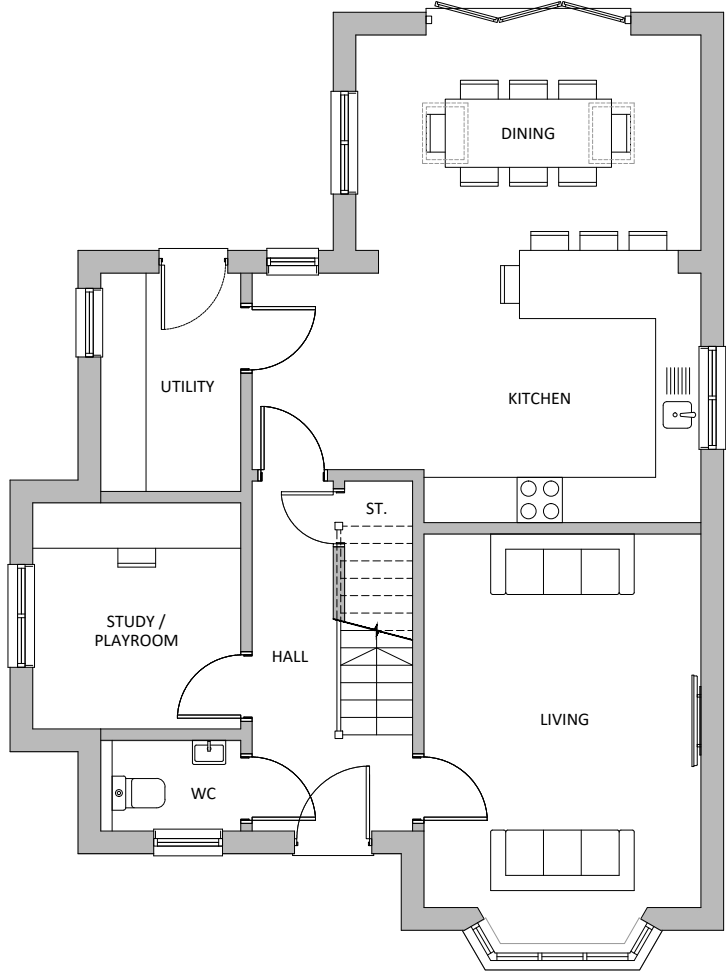 DINING
UTILITY
KITCHEN
ST.
STUDY /
PLAYROOM
HALL
LIVING
WC